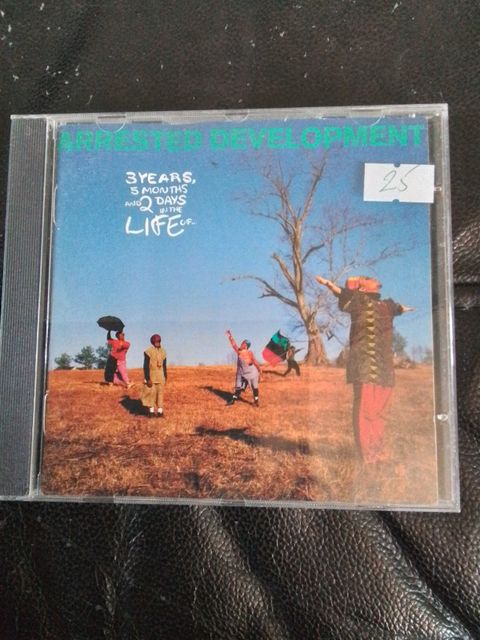 ARRESTED DEVELOPMENT
3 YEARS,
5 MONTHS
AND 2 DAYS
IN THE
LIFE OF...
25